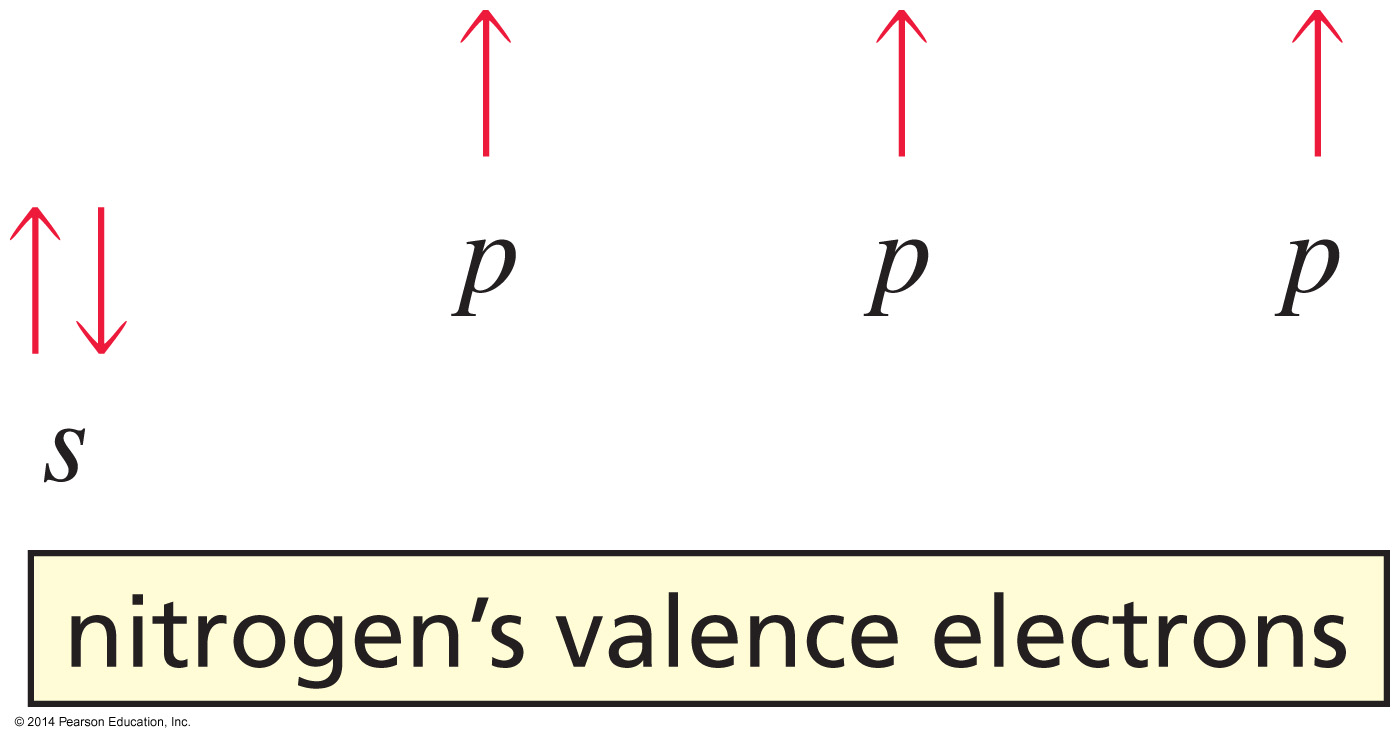 p p p
s
nitrogen’s valence electrons
© 2014 Pearson Education, Inc.